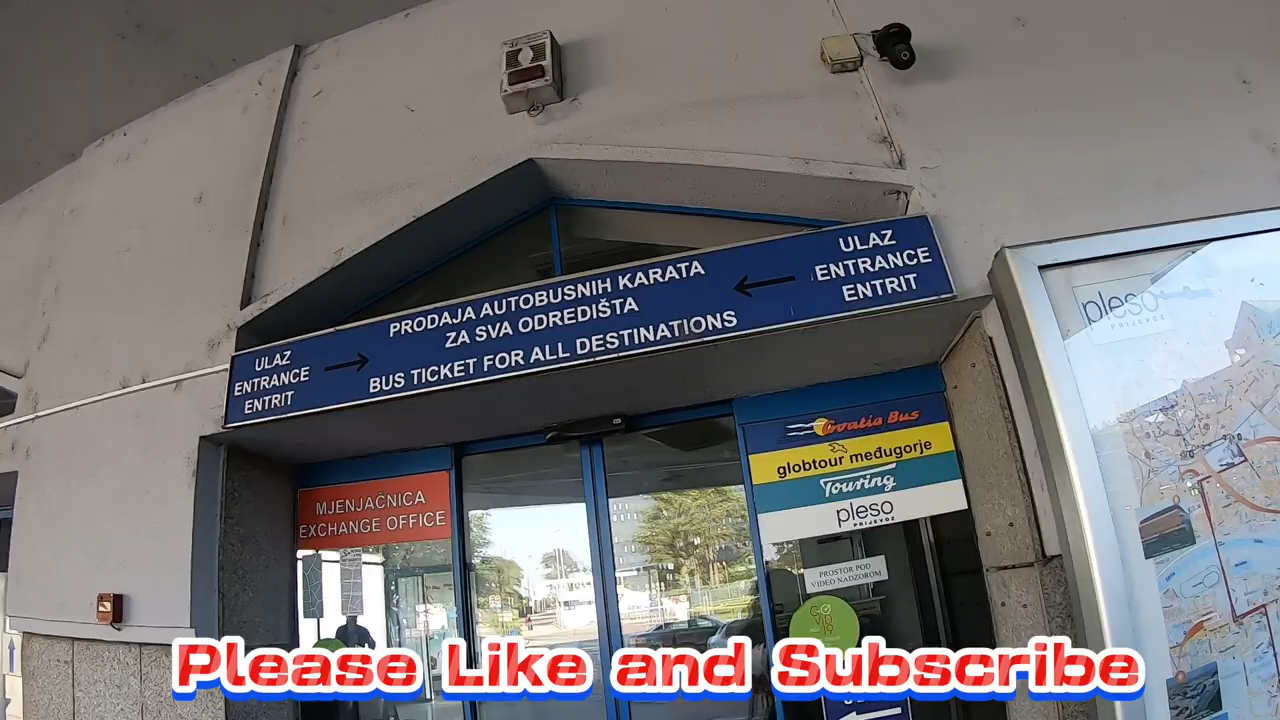 PRODAJA AUTOBUSNIH KARATA
ZA SVA ODREDIŠTA
BUS TICKET FOR ALL DESTINATIONS
ULAZ
ENTRANCE
ENTRIT
ULAZ
ENTRANCE
ENTRIT
MJENJAČNICA
EXCHANGE OFFICE
Croatia Bus
globtour međugorje
Touring
pleso
PRIJEVOZ
PROSTOR POD
VIDEO NADZOROM
pleso
PRIJEVOZ
Please Like and Subscribe